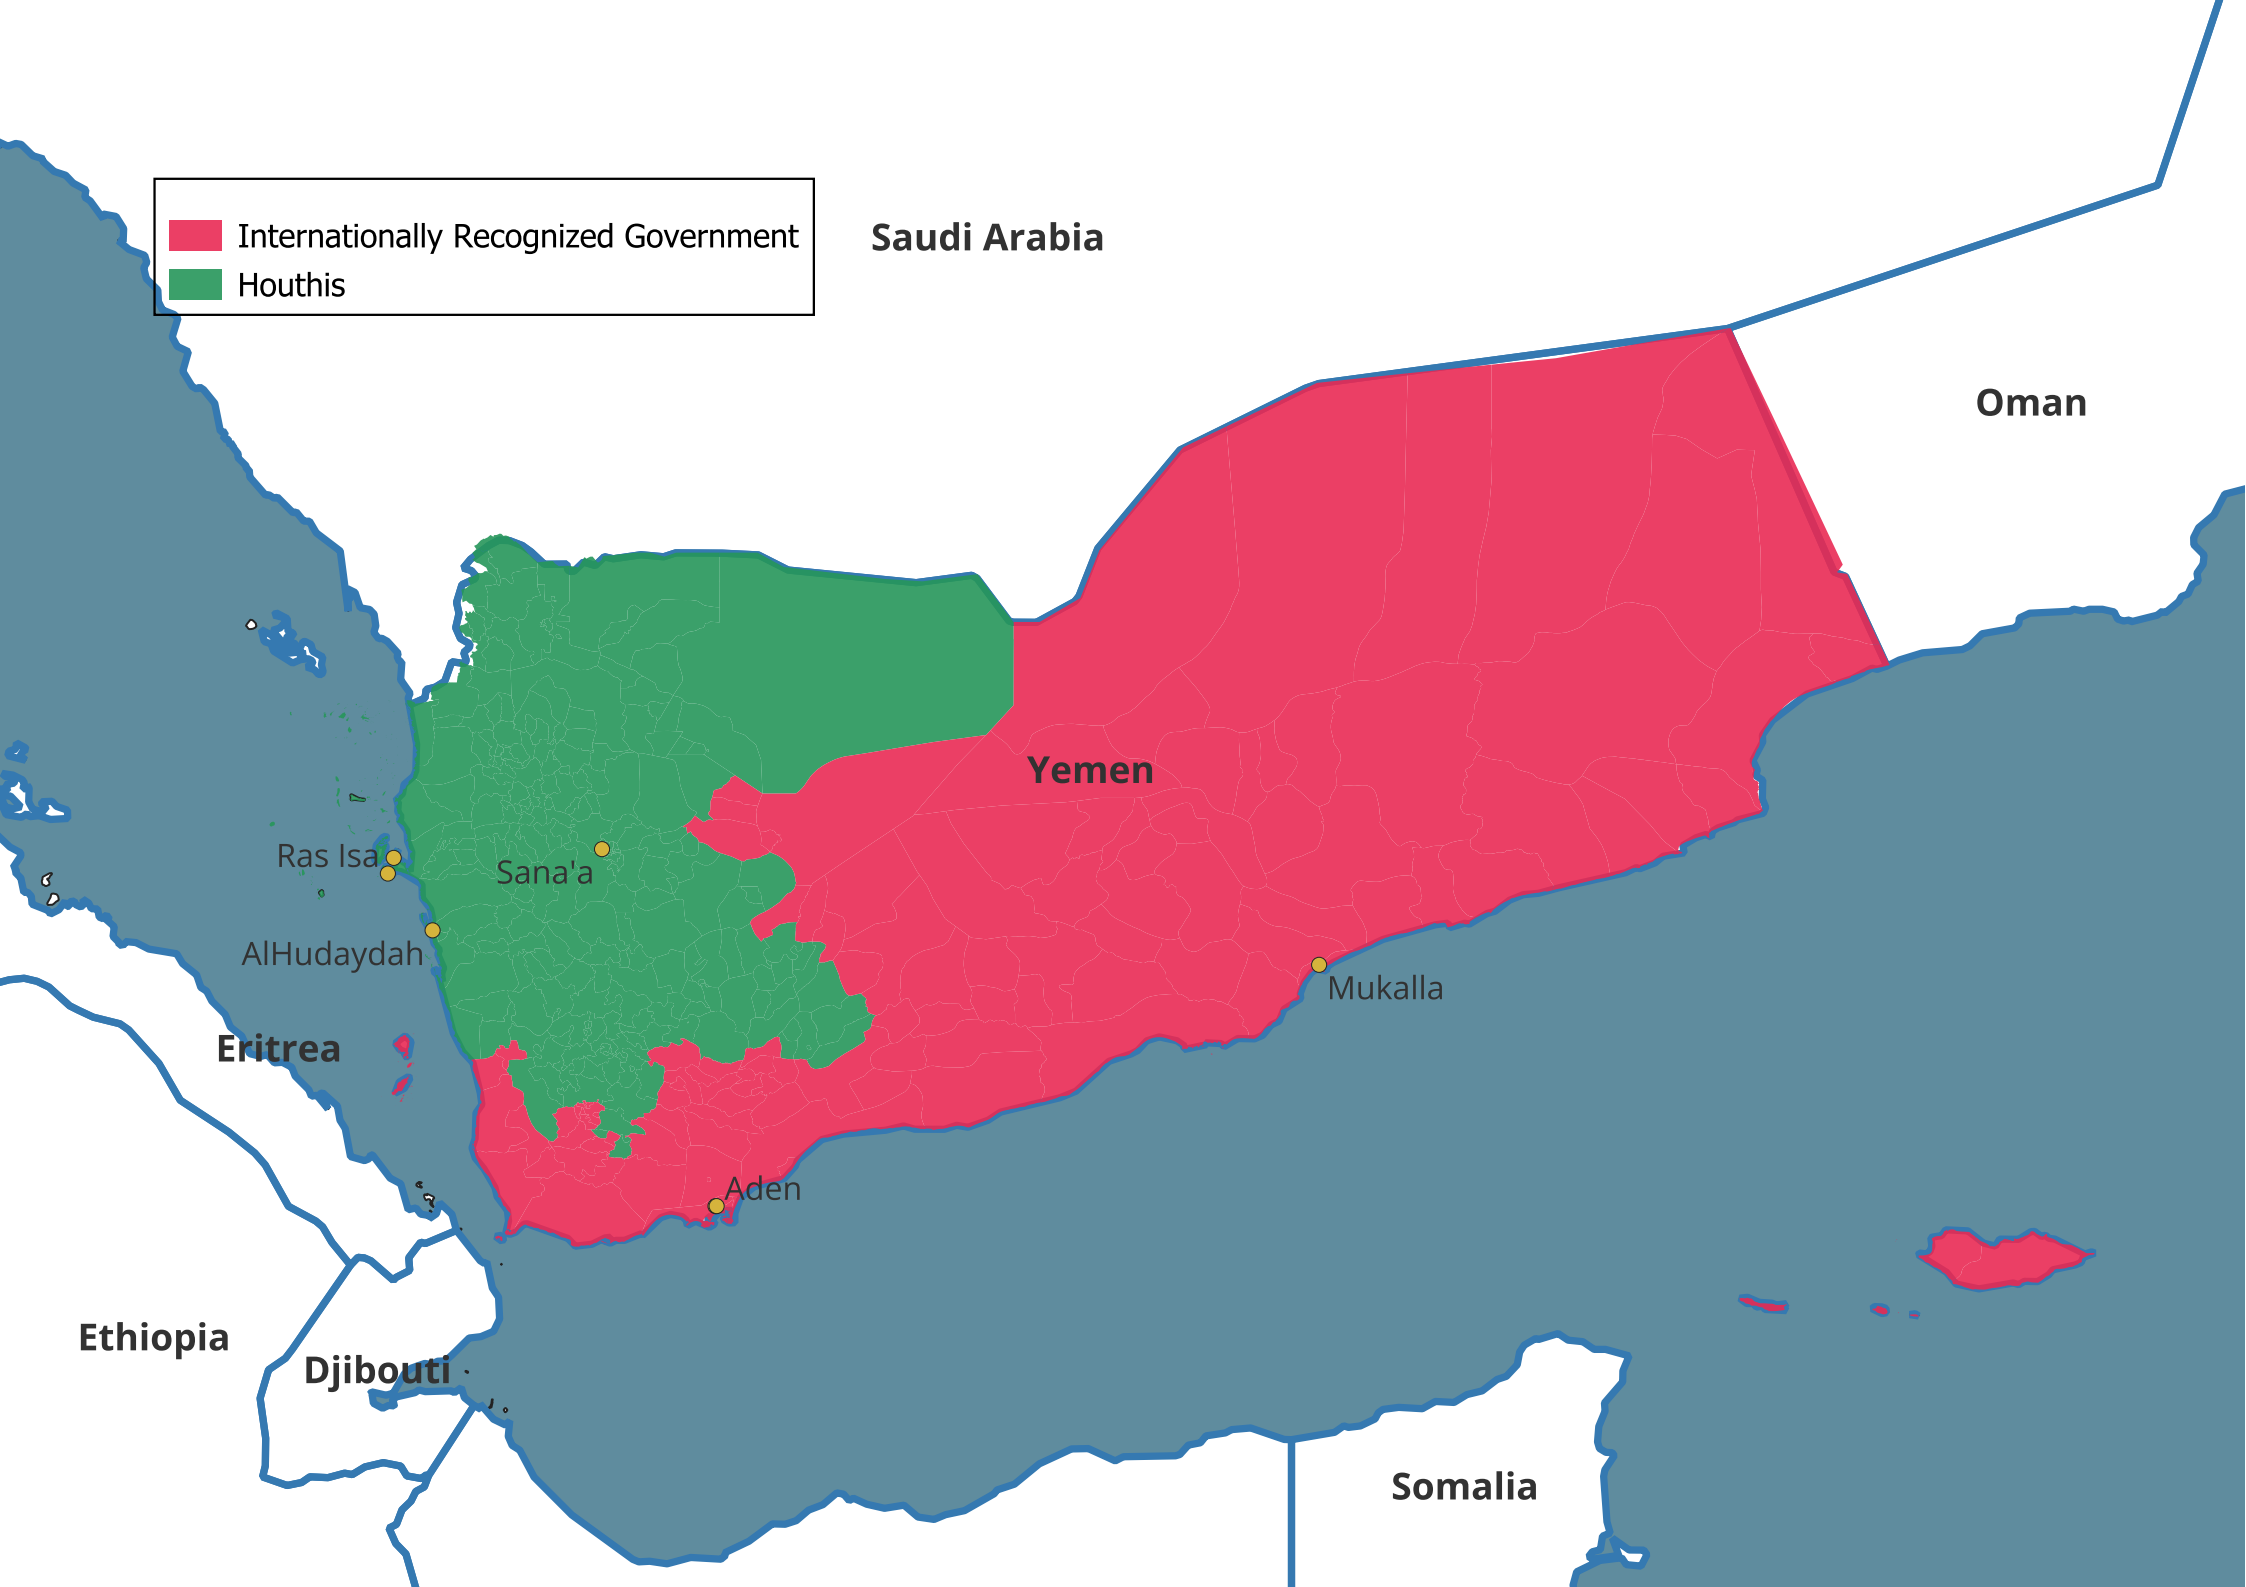 Internationally Recognized Government
Houthis
Saudi Arabia
Oman
Yemen
Ras Isa
Sana'a
AlHudaydah
Mukalla
Eritrea
Aden
Ethiopia
Djibouti
Somalia